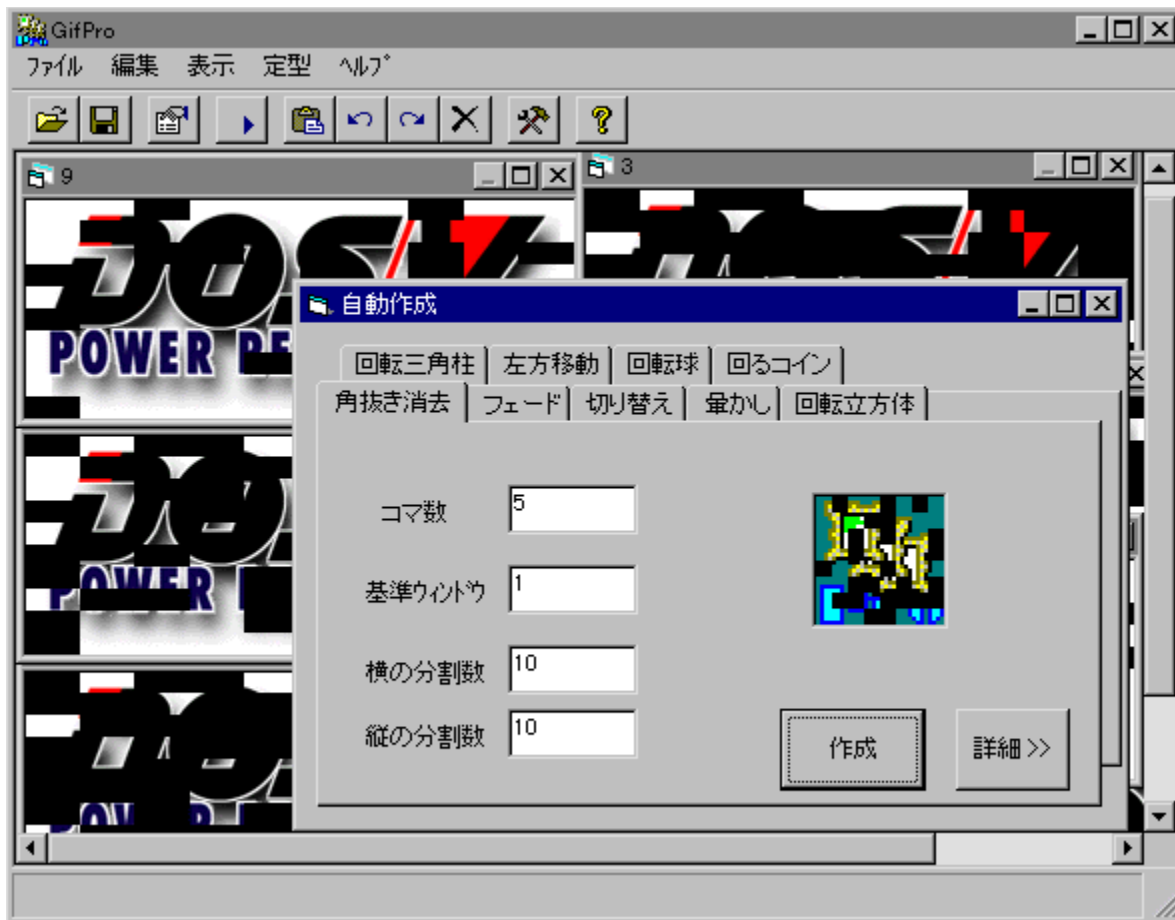 GifPro
ﾌｧｲﾙ 編集 表示 定型 ﾍﾙﾌﾟ
9
3
DOS/V
POWER RE
自動作成
回転三角柱 左方移動 回転球 回るコイン
角抜き消去 フェード 切り替え 暈かし 回転立方体
コマ数 5
基準ｳｨﾝﾄﾞｳ 1
横の分割数 10
縦の分割数 10
作成 詳細>>
POWER